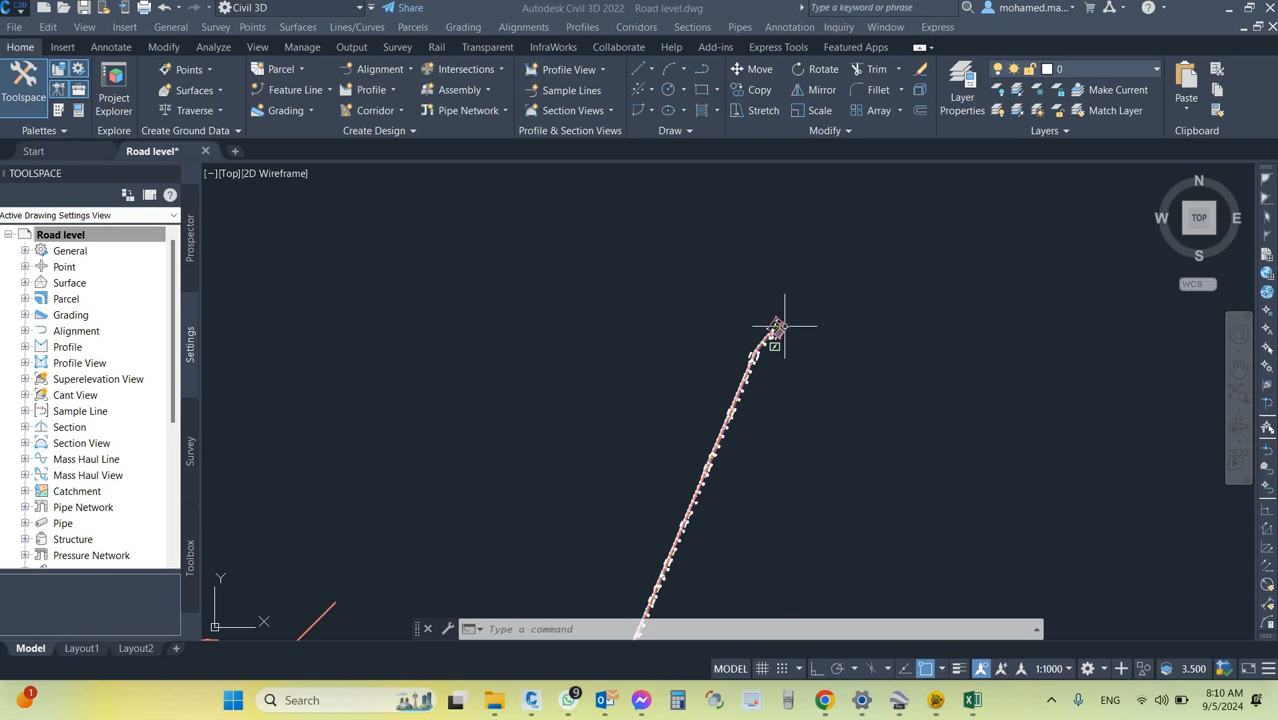 C3D
Civil 3D
Share
Autodesk Civil 3D 2022 Road level.dwg
Type a keyword or phrase
mohamed.ma...
File Edit View Insert General Survey Points Surfaces Lines/Curves Parcels Grading Alignments Profiles Corridors Sections Pipes Annotation Inquiry Window Express
Home Insert Annotate Modify Analyze View Manage Output Survey Rail Transparent InfraWorks Collaborate Help Add-ins Express Tools Featured Apps
Points Parcel Alignment Intersections Profile View Move Rotate Trim 0
Toolspace Project Explorer Surfaces Feature Line Profile Assembly Sample Lines Copy Mirror Fillet Layer Properties Make Current Paste
Traverse Grading Corridor Pipe Network Section Views Stretch Scale Array Match Layer
Palettes Explore Create Ground Data Create Design Profile & Section Views Draw Modify Layers Clipboard
Start Road level*
TOOLSPACE
[−][Top][2D Wireframe]
Active Drawing Settings View
Road level
General
Point
Surface
Parcel
Grading
Alignment
Profile
Profile View
Superelevation View
Cant View
Sample Line
Section
Section View
Mass Haul Line
Mass Haul View
Catchment
Pipe Network
Pipe
Structure
Pressure Network
Prospector
Settings
Survey
Toolbox
N
W TOP E
S
WCS
Y
X
Type a command
Model Layout1 Layout2 +
MODEL 1:1000 3.500
1
Search
9
ENG
8:10 AM
9/5/2024